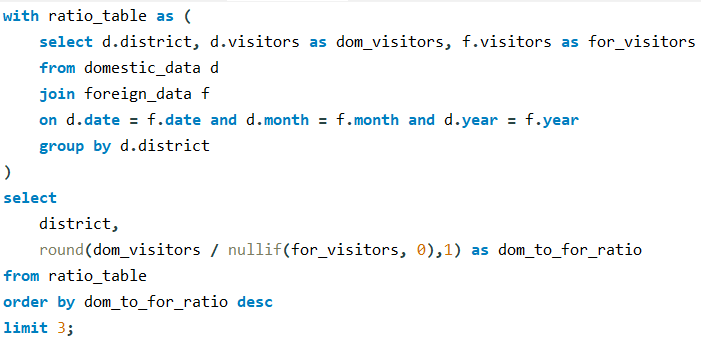 with ratio_table as (
    select d.district, d.visitors as dom_visitors, f.visitors as for_visitors
    from domestic_data d
    join foreign_data f
    on d.date = f.date and d.month = f.month and d.year = f.year
    group by d.district
)
select
    district,
    round(dom_visitors / nullif(for_visitors, 0),1) as dom_to_for_ratio
from ratio_table
order by dom_to_for_ratio desc
limit 3;